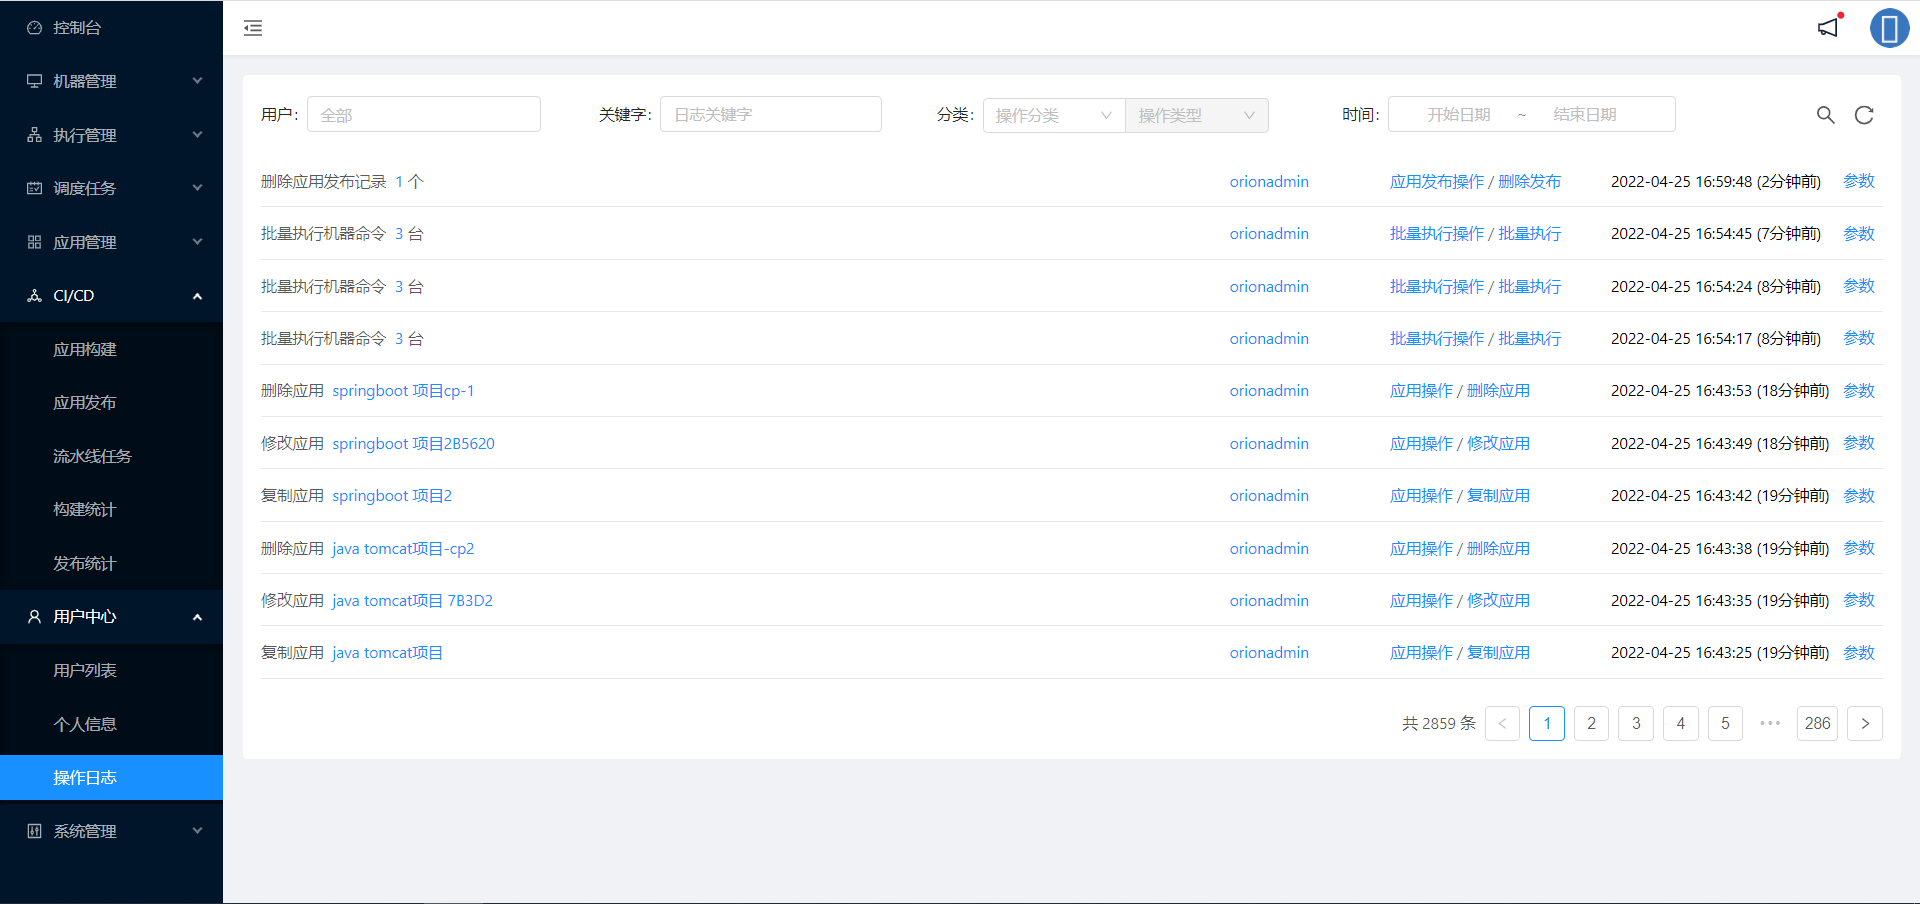 控制台
机器管理
执行管理
调度任务
应用管理
CI/CD
应用构建
应用发布
流水线任务
构建统计
发布统计
用户中心
用户列表
个人信息
操作日志
系统管理
用户： 全部 关键字： 日志关键字 分类： 操作分类 操作类型 时间： 开始日期 ~ 结束日期
删除应用发布记录 1 个 orionadmin 应用发布操作 / 删除发布 2022-04-25 16:59:48 (2分钟前) 参数
批量执行机器命令 3 台 orionadmin 批量执行操作 / 批量执行 2022-04-25 16:54:45 (7分钟前) 参数
批量执行机器命令 3 台 orionadmin 批量执行操作 / 批量执行 2022-04-25 16:54:24 (8分钟前) 参数
批量执行机器命令 3 台 orionadmin 批量执行操作 / 批量执行 2022-04-25 16:54:17 (8分钟前) 参数
删除应用 springboot 项目cp-1 orionadmin 应用操作 / 删除应用 2022-04-25 16:43:53 (18分钟前) 参数
修改应用 springboot 项目2B5620 orionadmin 应用操作 / 修改应用 2022-04-25 16:43:49 (18分钟前) 参数
复制应用 springboot 项目2 orionadmin 应用操作 / 复制应用 2022-04-25 16:43:42 (19分钟前) 参数
删除应用 java tomcat项目-cp2 orionadmin 应用操作 / 删除应用 2022-04-25 16:43:38 (19分钟前) 参数
修改应用 java tomcat项目 7B3D2 orionadmin 应用操作 / 修改应用 2022-04-25 16:43:35 (19分钟前) 参数
复制应用 java tomcat项目 orionadmin 应用操作 / 复制应用 2022-04-25 16:43:25 (19分钟前) 参数
共 2859 条 < 1 2 3 4 5 ••• 286 >